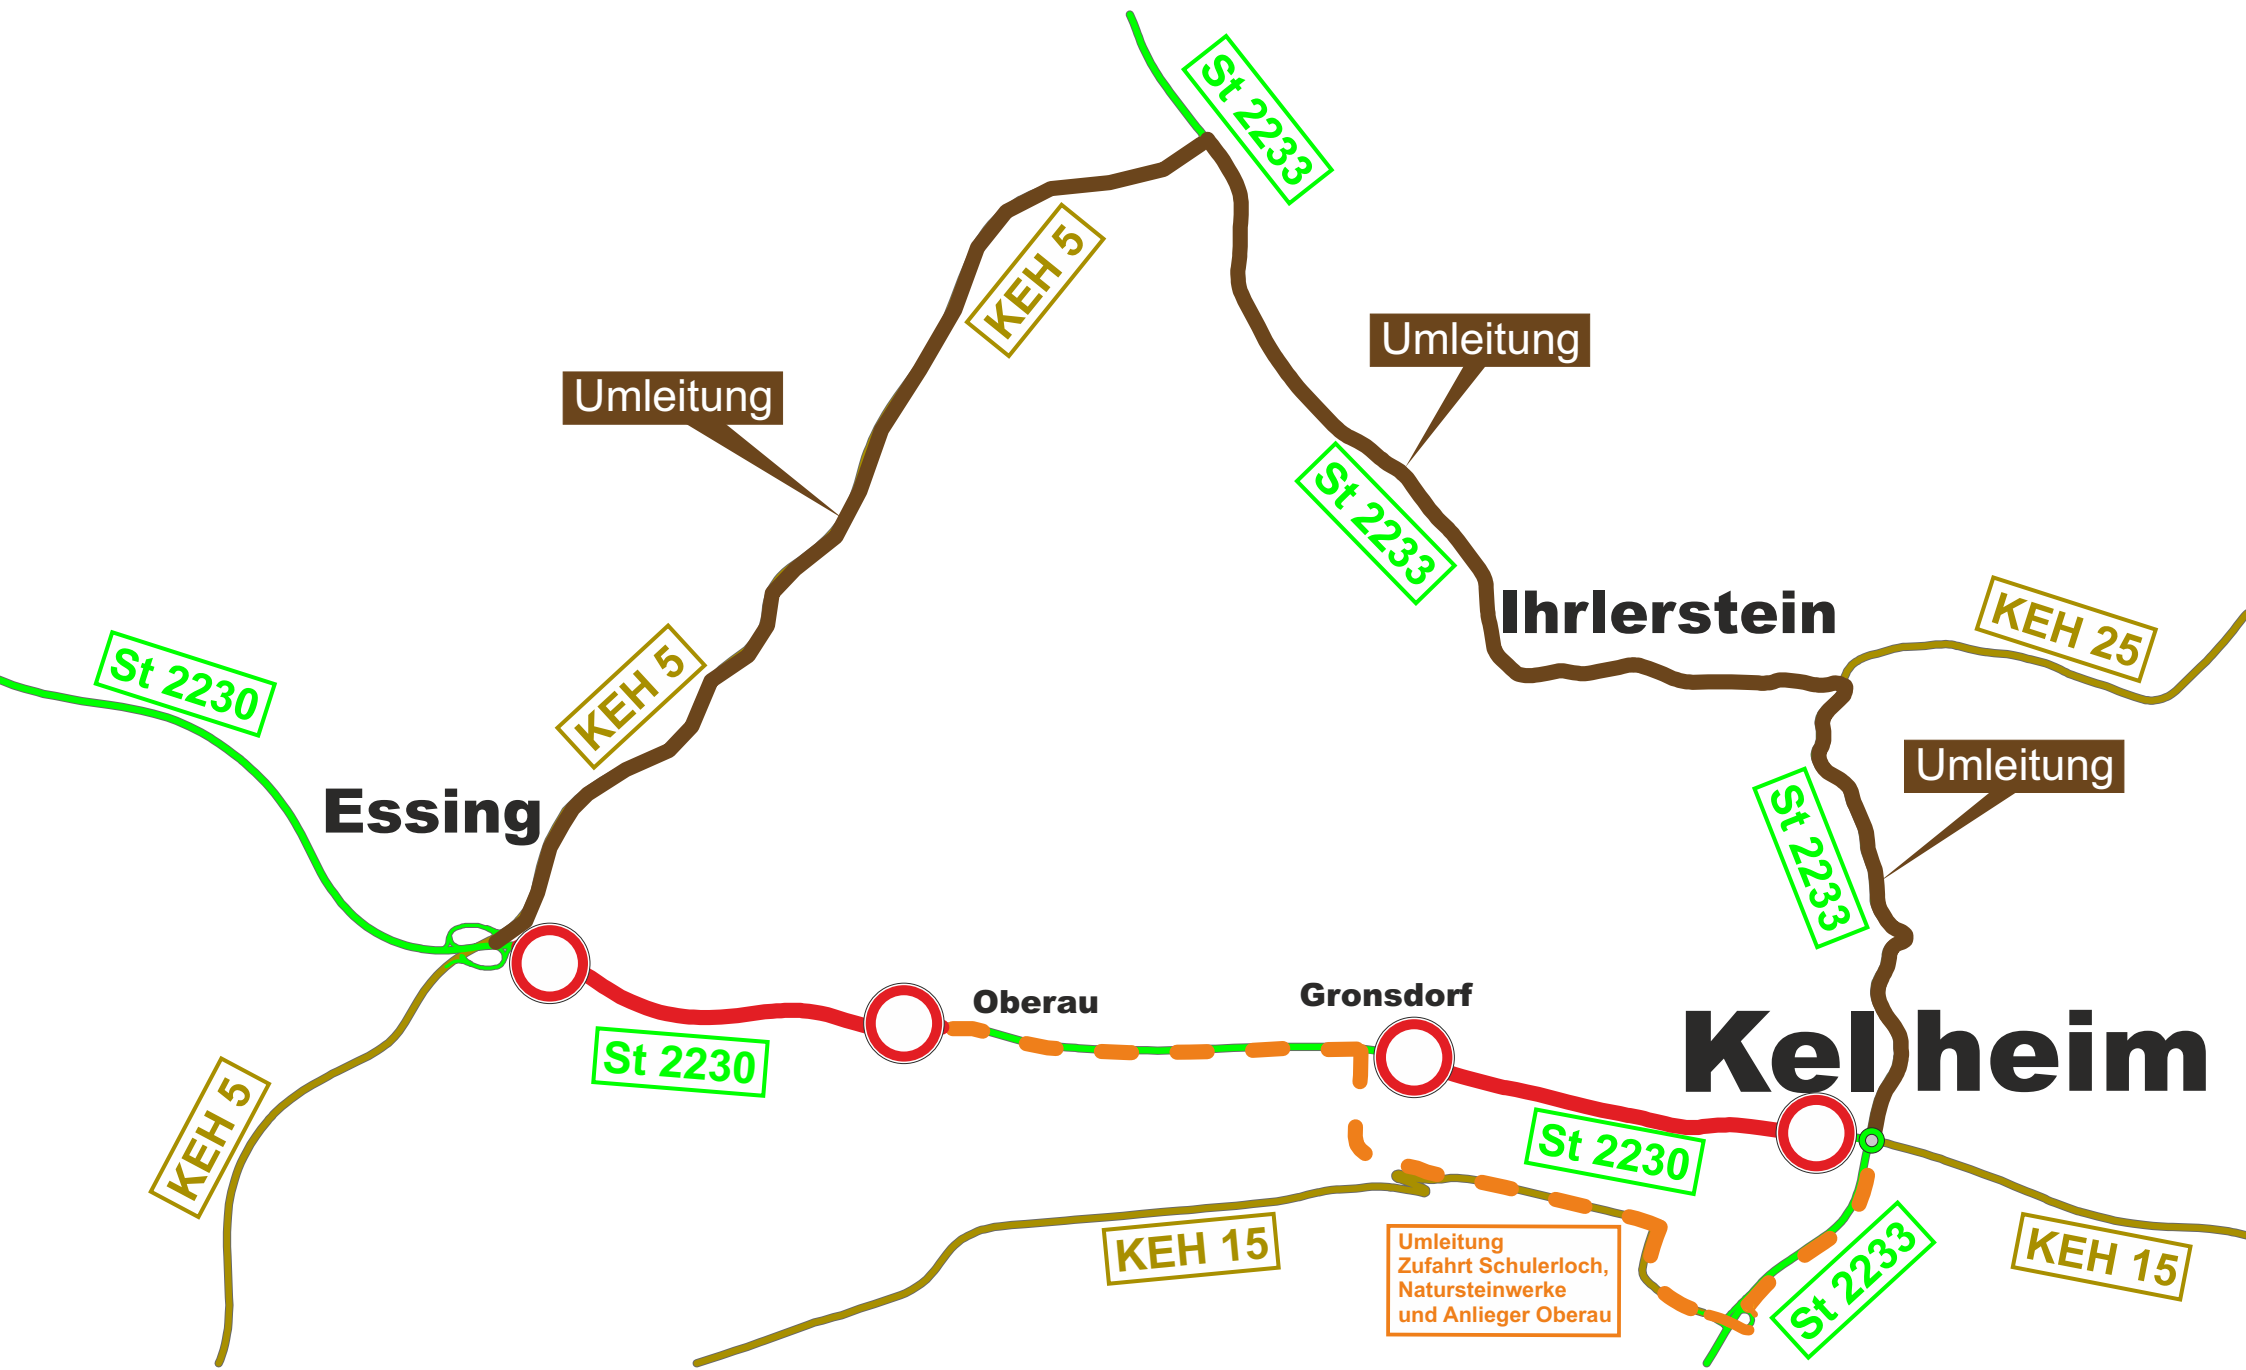 St 2233
KEH 5
Umleitung
Umleitung
St 2233
Ihrlerstein
KEH 25
St 2230
KEH 5
Umleitung
Essing
St 2233
Oberau
Gronsdorf
Kelheim
St 2230
KEH 5
St 2230
KEH 15
Umleitung
Zufahrt Schulerloch,
Natursteinwerke
und Anlieger Oberau
St 2233
KEH 15